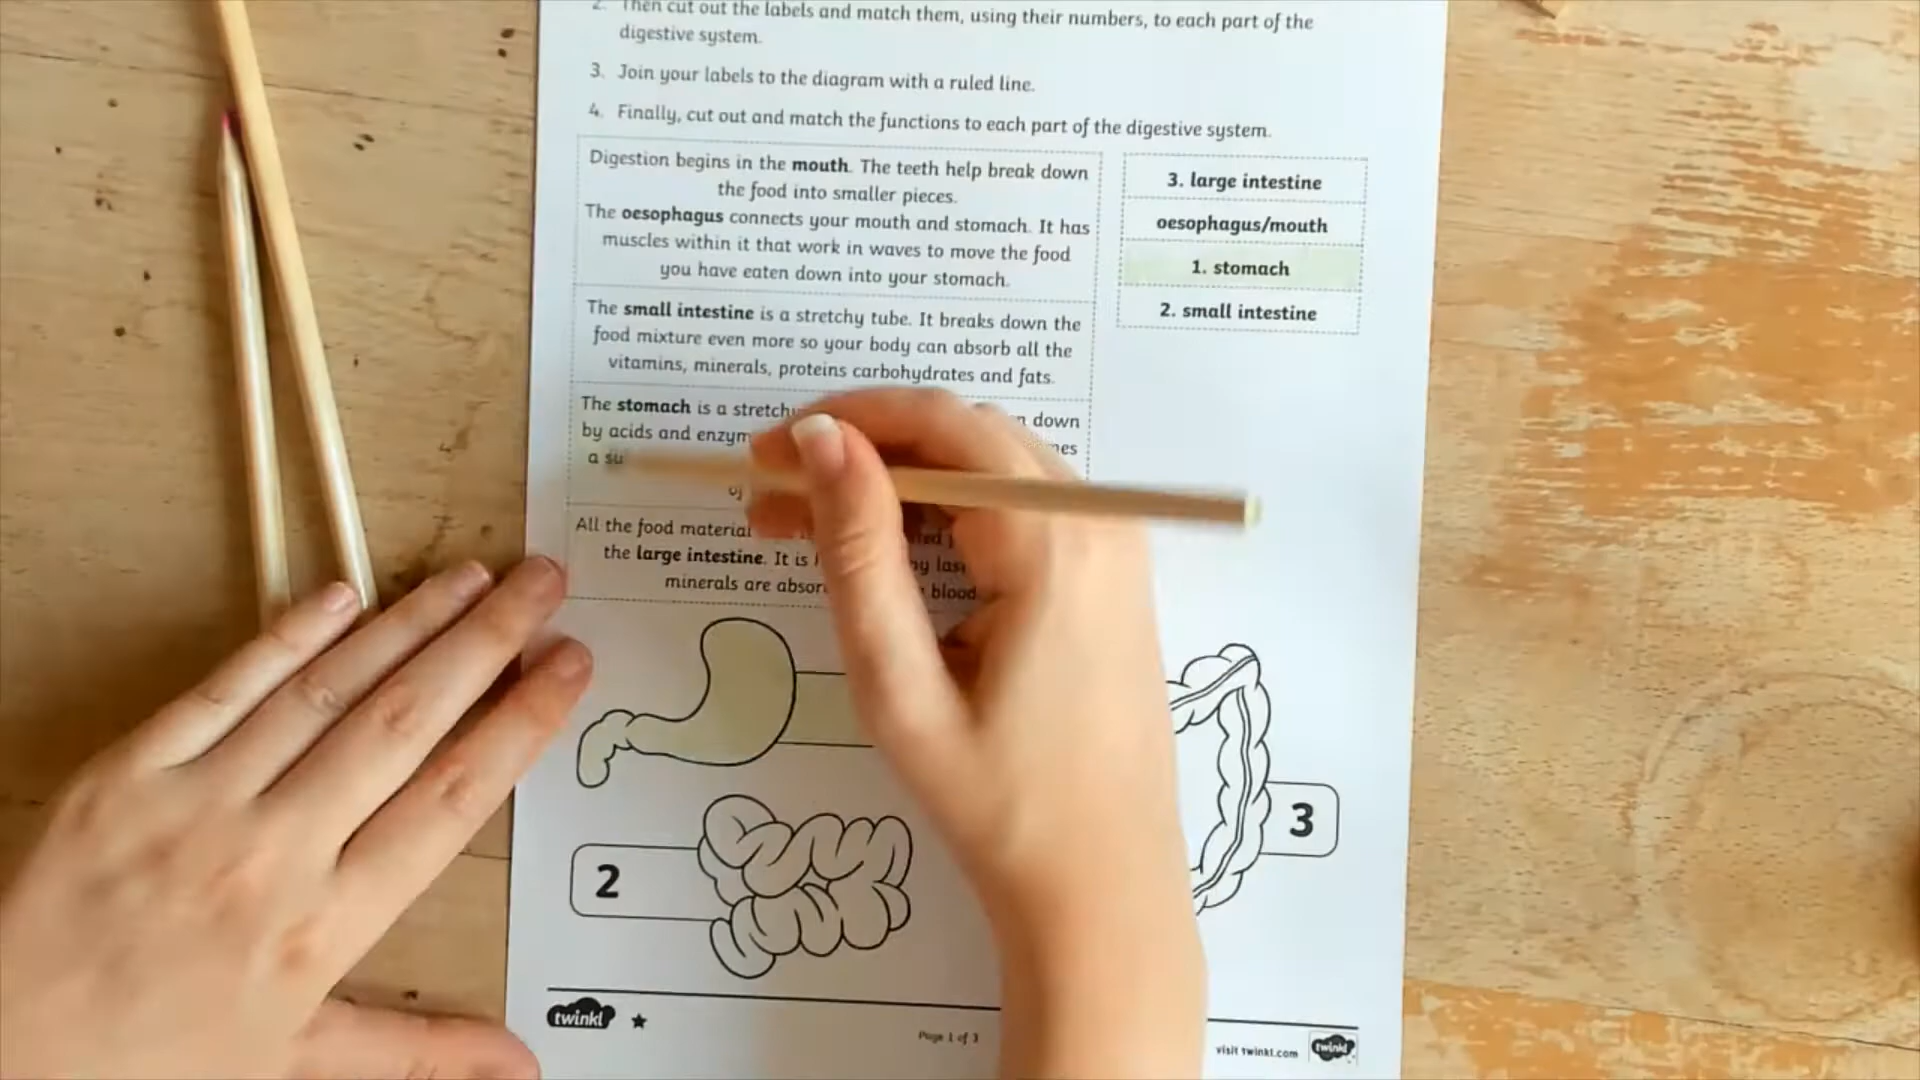 2. Then cut out the labels and match them, using their numbers, to each part of the
digestive system.
3. Join your labels to the diagram with a ruled line.
4. Finally, cut out and match the functions to each part of the digestive system.
Digestion begins in the mouth. The teeth help break down
the food into smaller pieces.
The oesophagus connects your mouth and stomach. It has
muscles within it that work in waves to move the food
you have eaten down into your stomach.
The small intestine is a stretchy tube. It breaks down the
food mixture even more so your body can absorb all the
vitamins, minerals, proteins carbohydrates and fats.
The stomach is a down
by acids and
a
All the food material
the large intestine. It is
minerals are blood
3. large intestine
oesophagus/mouth
1. stomach
2. small intestine
3
2
twinkl
Page 1 of 3
visit twinkl.com
twinkl